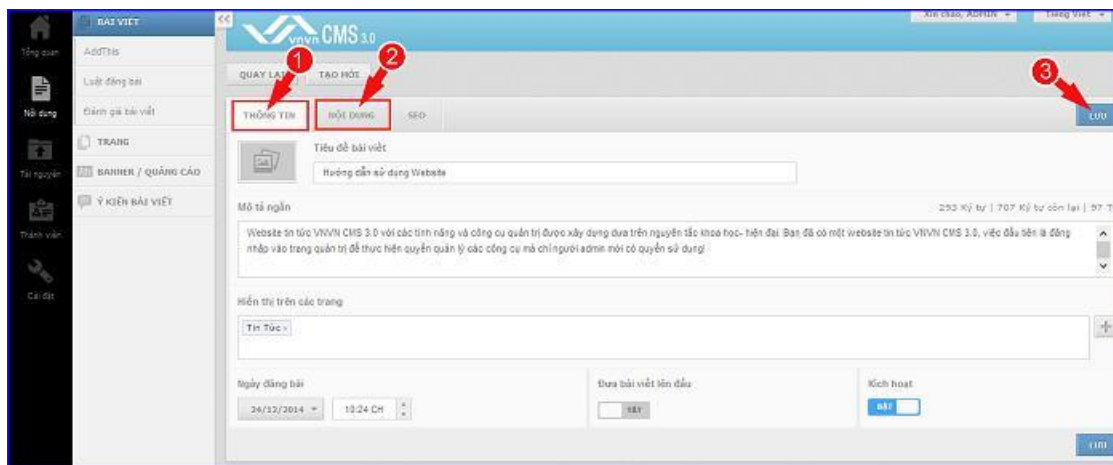 BÀI VIẾT
AddThis
Luật đăng bài
Đánh giá bài viết
TRANG
BANNER / QUẢNG CÁO
Ý KIẾN BÀI VIẾT
Tổng quan
Nội dung
Tài nguyên
Thành viên
Cài đặt
Xin chào, ADMIN
Tiếng Việt
vnvn CMS 3.0
1
2
3
QUAY LẠI
TẠO MỚI
THÔNG TIN
NỘI DUNG
SEO
LƯU
Tiêu đề bài viết
Hướng dẫn sử dụng Website
Mô tả ngắn
293 Ký tự | 707 Ký tự còn lại | 97 T
Website tin tức VNVN CMS 3.0 với các tính năng và công cụ quản trị được xây dựng dựa trên nguyên tắc khoa học- hiện đại. Bạn đã có một website tin tức VNVN CMS 3.0, việc đầu tiên là đăng
nhập vào trang quản trị để thực hiện quyền quản lý các công cụ mà chỉ người admin mới có quyền sử dụng!
Hiển thị trên các trang
Tin Tức ×
Ngày đăng bài
Đưa bài viết lên đầu
Kích hoạt
24/12/2014
10:24 CH
TẮT
BẬT
LƯU